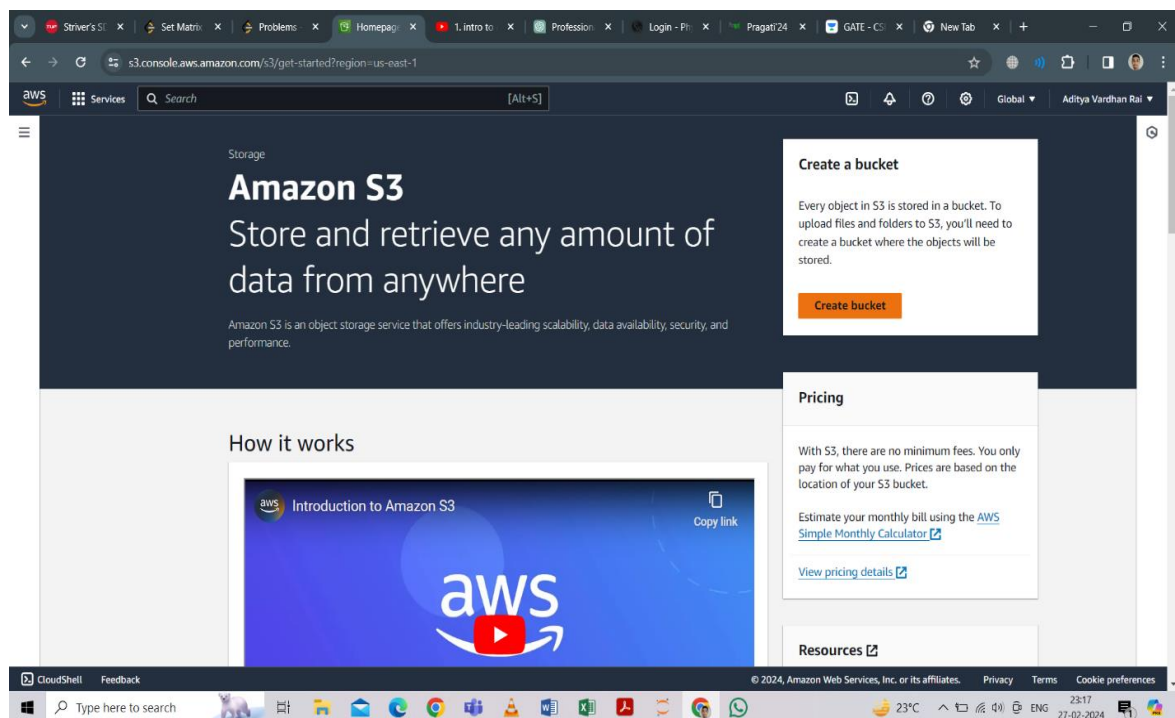 Striver's SD
Set Matrix
Problems -
Homepage
1. intro to
Profession
Login - Ph
Pragati'24
GATE - CS
New Tab
s3.console.aws.amazon.com/s3/get-started?region=us-east-1
aws
Services
Search
[Alt+S]
Global
Aditya Vardhan Rai
Storage
Amazon S3
Store and retrieve any amount of
data from anywhere
Amazon S3 is an object storage service that offers industry-leading scalability, data availability, security, and
performance.
Create a bucket
Every object in S3 is stored in a bucket. To
upload files and folders to S3, you'll need to
create a bucket where the objects will be
stored.
Create bucket
Pricing
With S3, there are no minimum fees. You only
pay for what you use. Prices are based on the
location of your S3 bucket.
Estimate your monthly bill using the AWS
Simple Monthly Calculator
View pricing details
Resources
How it works
aws
Introduction to Amazon S3
Copy link
aws
CloudShell Feedback
© 2024, Amazon Web Services, Inc. or its affiliates. Privacy Terms Cookie preferences
Type here to search
23°C
ENG
23:17
27-02-2024